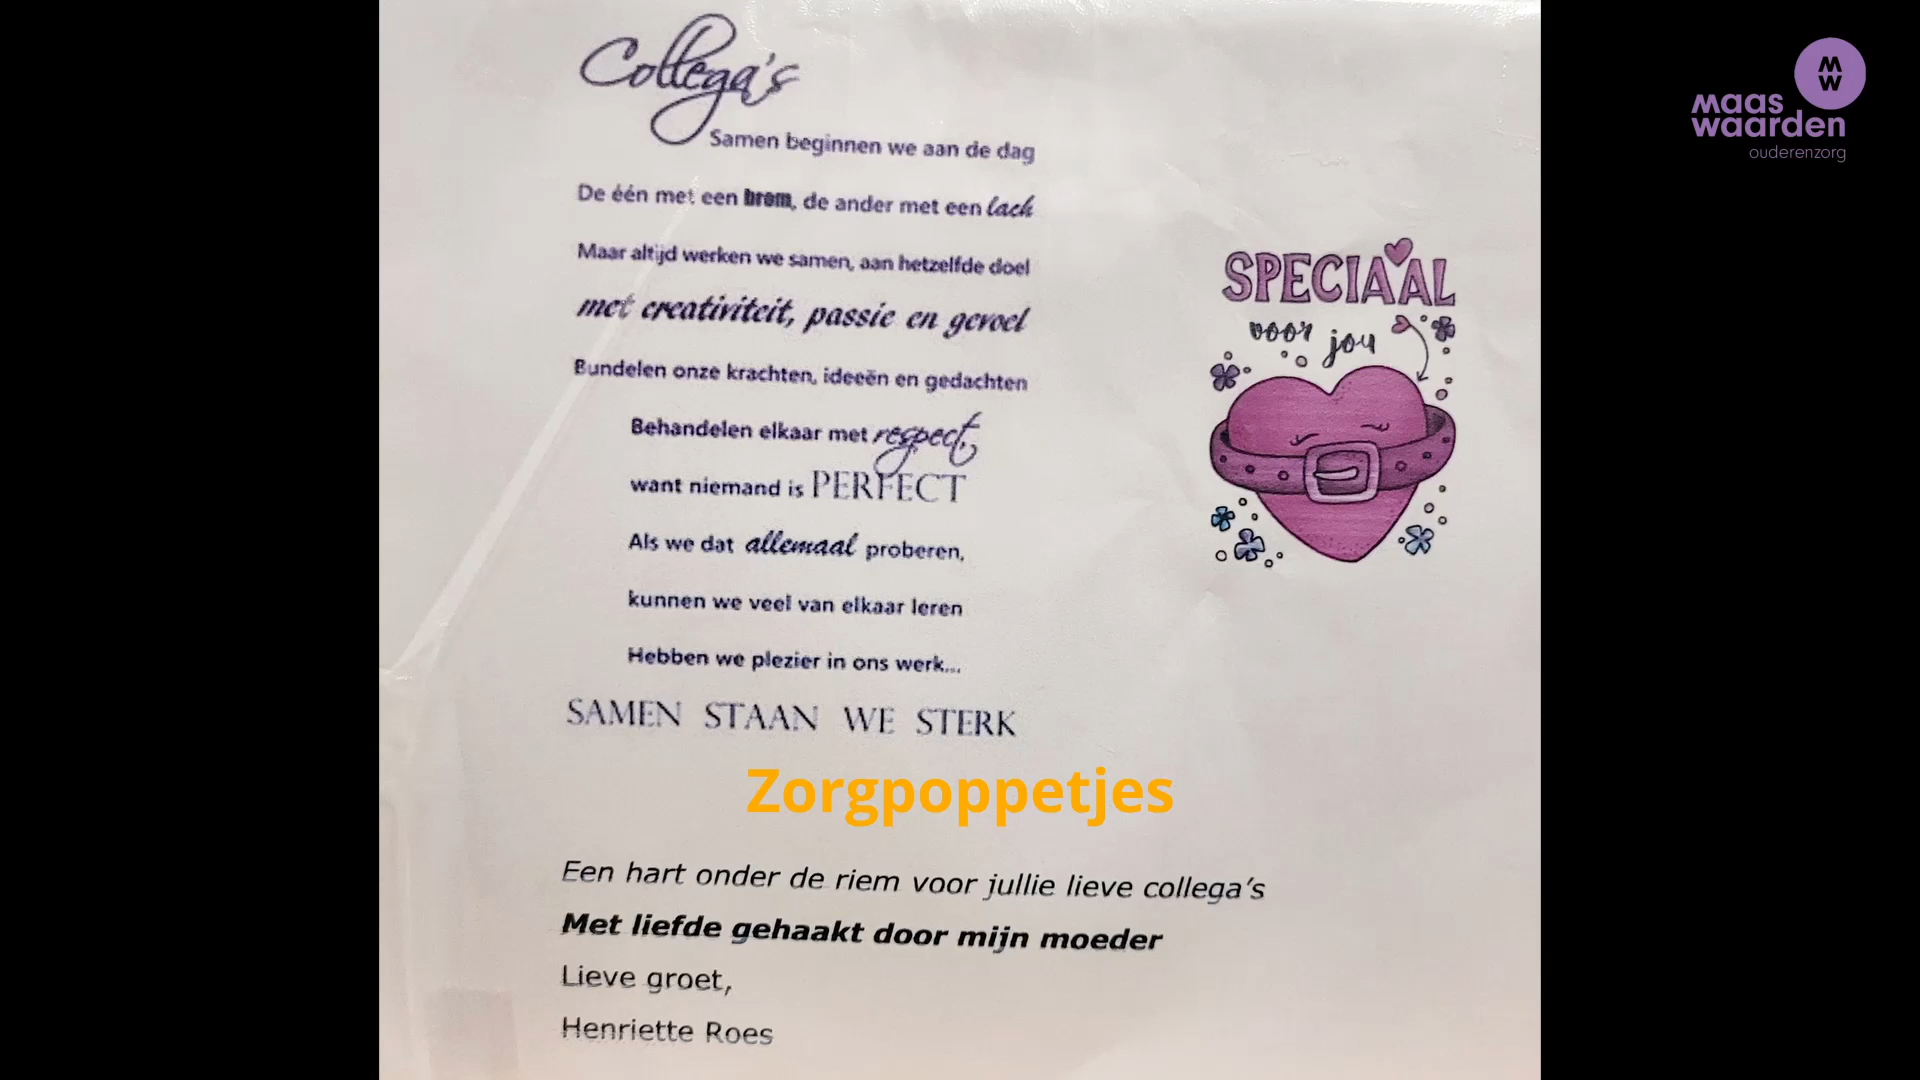 Collega's
Samen beginnen we aan de dag
De één met een brom, de ander met een lach
Maar altijd werken we samen, aan hetzelfde doel
met creativiteit, passie en gevoel
Bundelen onze krachten, ideeën en gedachten
Behandelen elkaar met respect,
want niemand is PERFECT
Als we dat allemaal proberen,
kunnen we veel van elkaar leren
Hebben we plezier in ons werk...
SAMEN STAAN WE STERK
Zorgpoppetjes
Een hart onder de riem voor jullie lieve collega's
Met liefde gehaakt door mijn moeder
Lieve groet,
Henriette Roes
SPECIAAL
voor jou
MW
maas
waarden
ouderenzorg